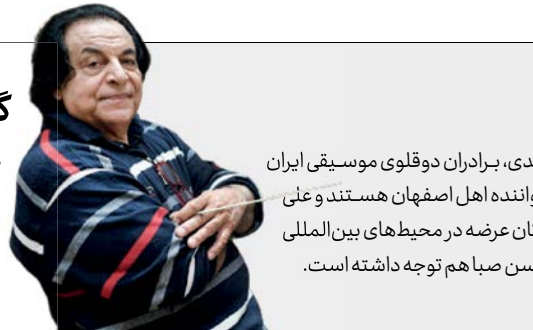 برادران دوقلوی موسیقی ایران
اهل اصفهان هستند و علی
عرضه در محیط‌های بین‌المللی
صبا هم توجه داشته است.